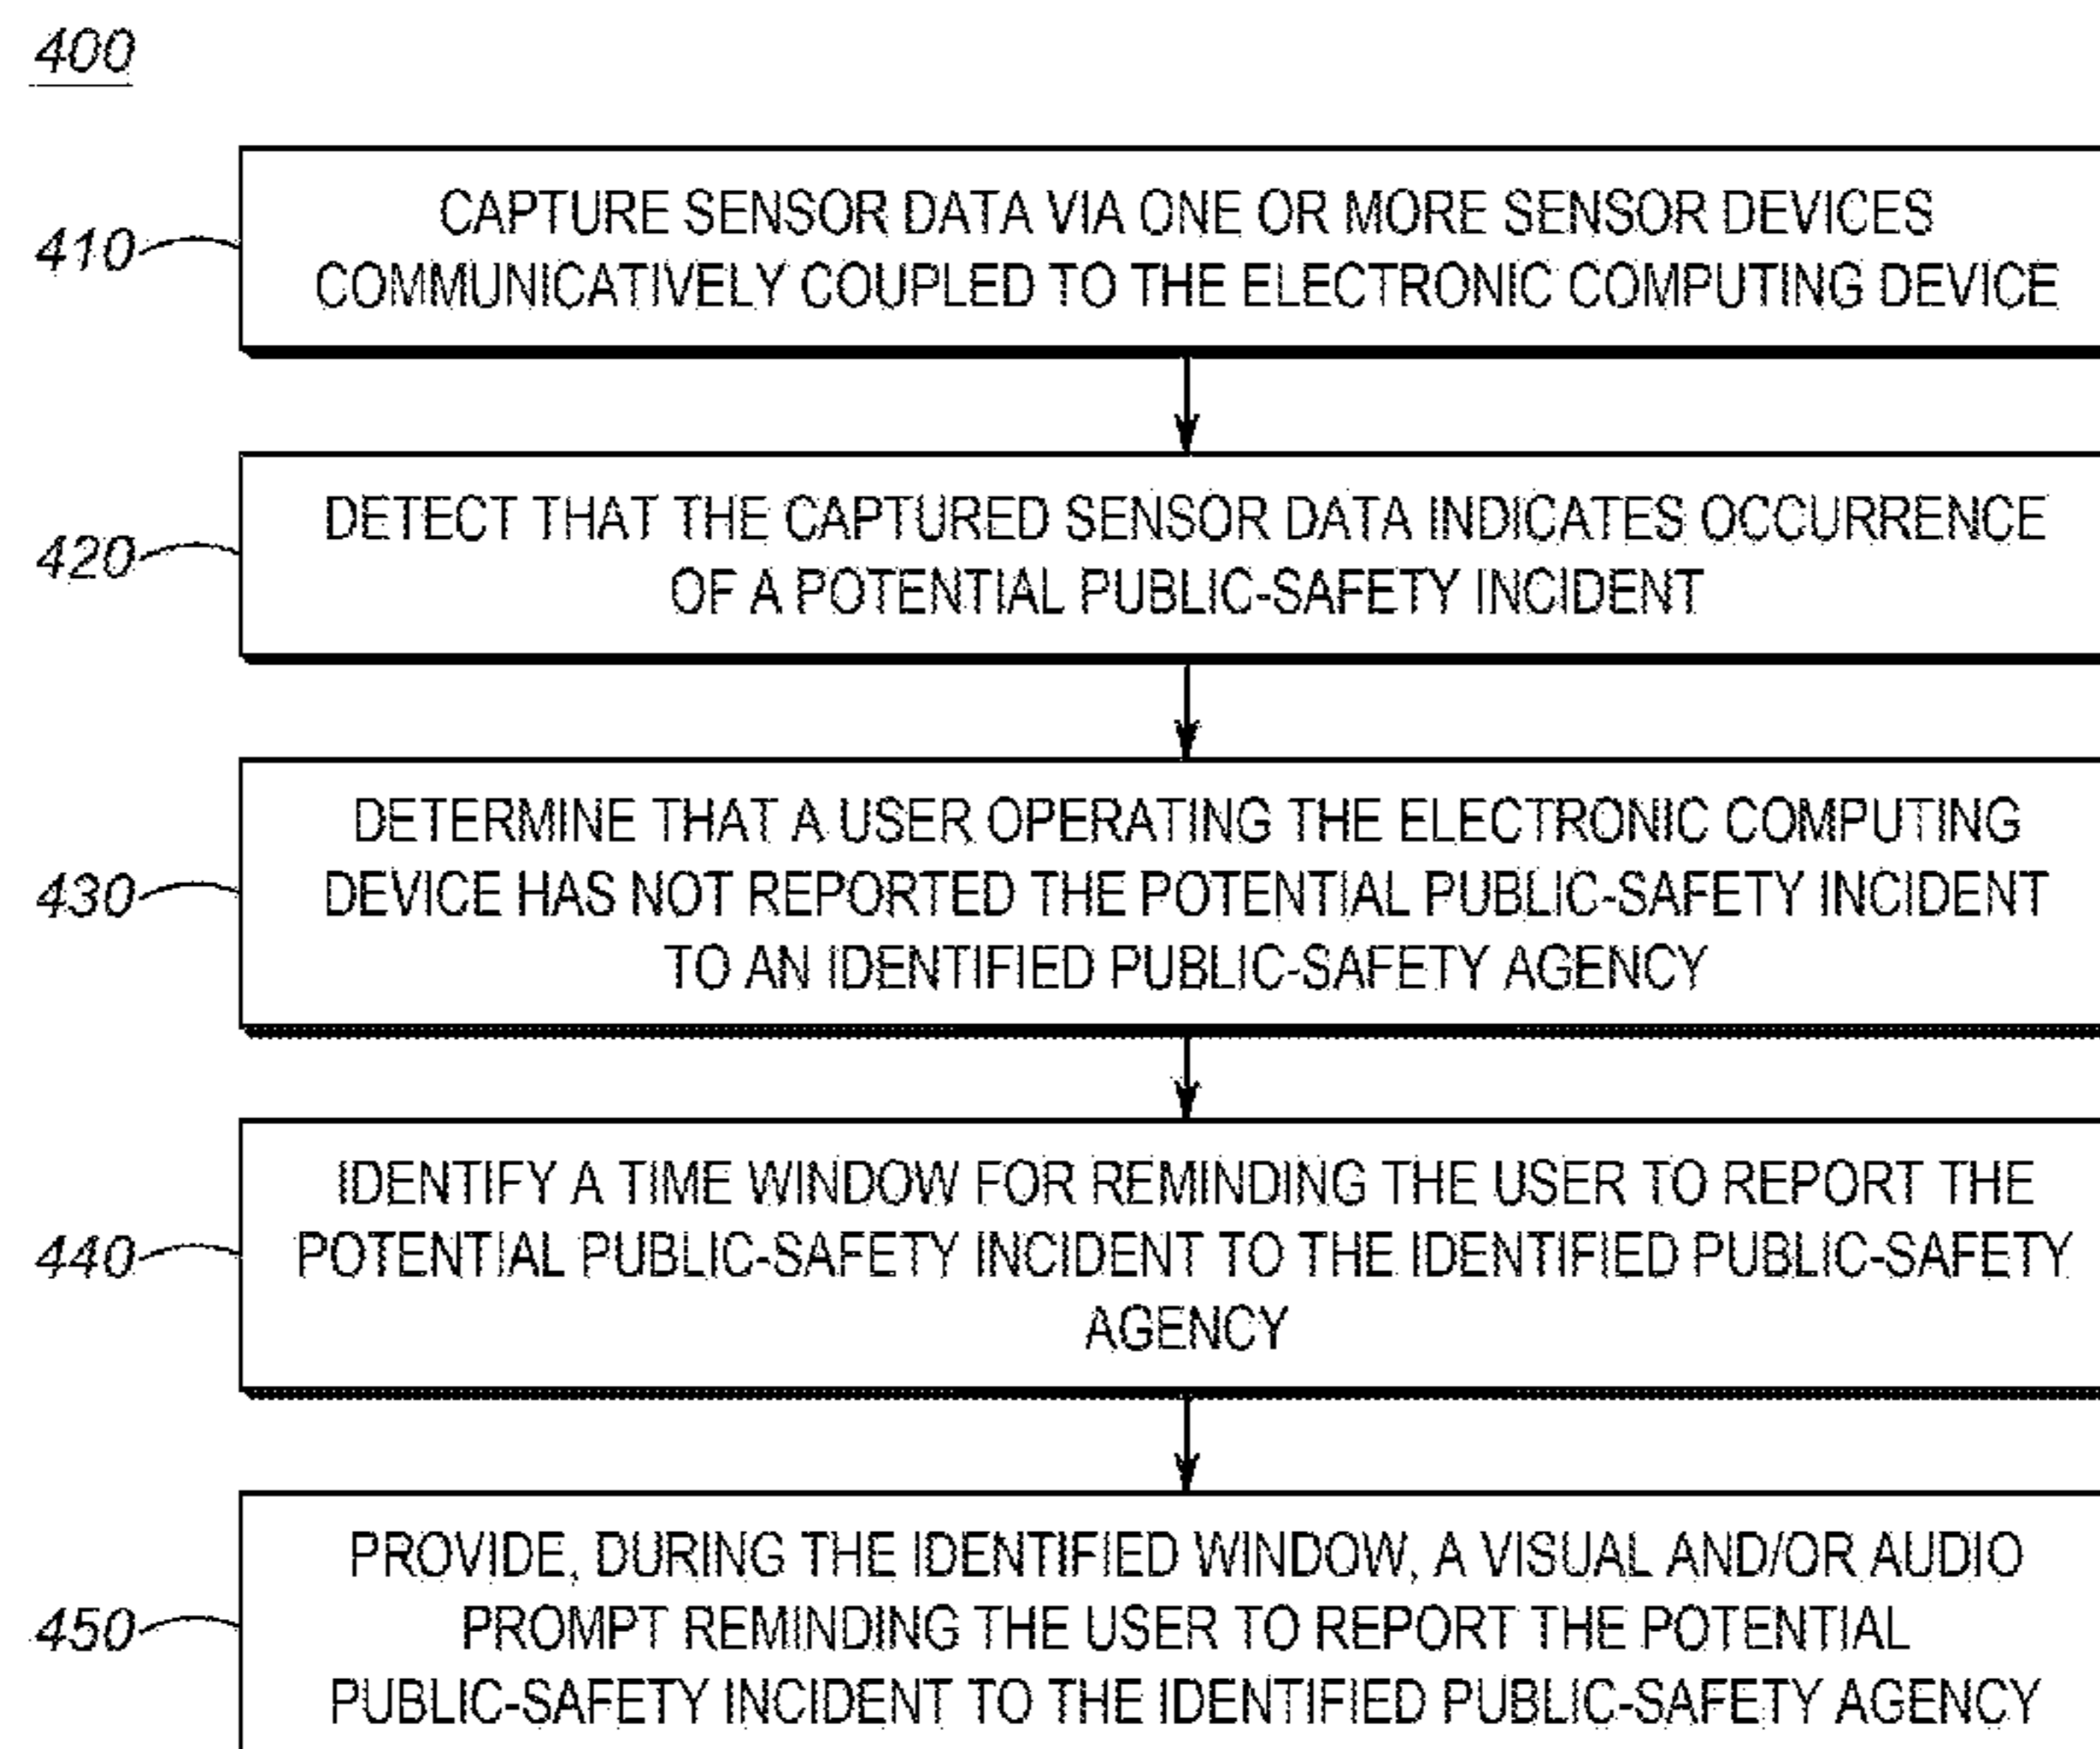 400
410
CAPTURE SENSOR DATA VIA ONE OR MORE SENSOR DEVICES
COMMUNICATIVELY COUPLED TO THE ELECTRONIC COMPUTING DEVICE
420
DETECT THAT THE CAPTURED SENSOR DATA INDICATES OCCURRENCE
OF A POTENTIAL PUBLIC-SAFETY INCIDENT
430
DETERMINE THAT A USER OPERATING THE ELECTRONIC COMPUTING
DEVICE HAS NOT REPORTED THE POTENTIAL PUBLIC-SAFETY INCIDENT
TO AN IDENTIFIED PUBLIC-SAFETY AGENCY
440
IDENTIFY A TIME WINDOW FOR REMINDING THE USER TO REPORT THE
POTENTIAL PUBLIC-SAFETY INCIDENT TO THE IDENTIFIED PUBLIC-SAFETY
AGENCY
450
PROVIDE, DURING THE IDENTIFIED WINDOW, A VISUAL AND/OR AUDIO
PROMPT REMINDING THE USER TO REPORT THE POTENTIAL
PUBLIC-SAFETY INCIDENT TO THE IDENTIFIED PUBLIC-SAFETY AGENCY